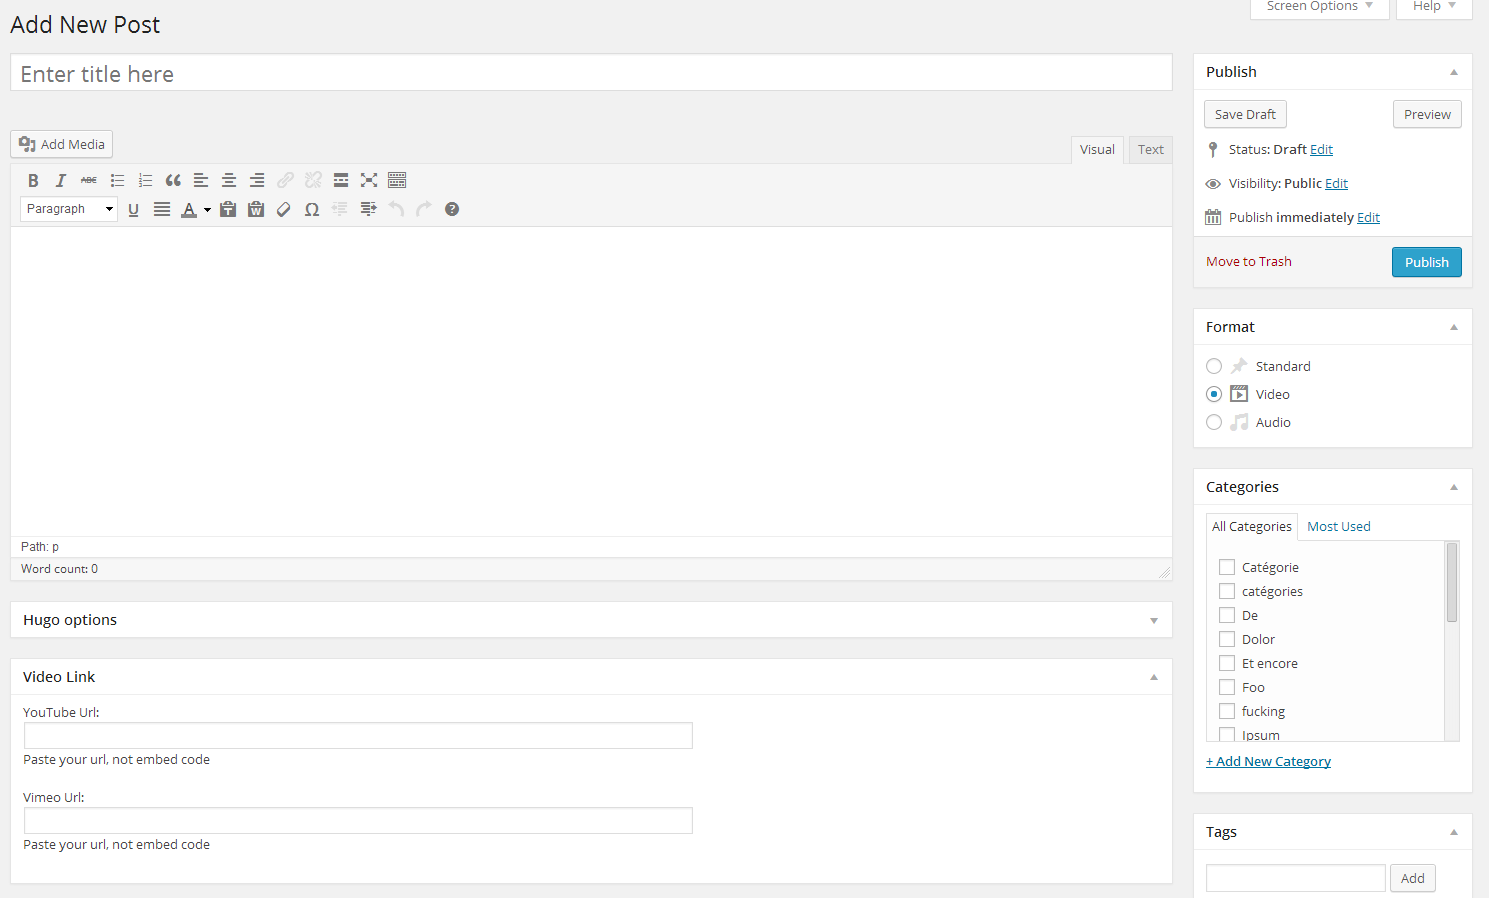 Add New Post
Screen Options
Help
Enter title here
Add Media
Visual
Text
B I ABC
Paragraph
U A T W Ω ?
Path: p
Word count: 0
Hugo options
Video Link
YouTube Url:
Paste your url, not embed code
Vimeo Url:
Paste your url, not embed code
Publish
Save Draft
Preview
Status: Draft Edit
Visibility: Public Edit
Publish immediately Edit
Move to Trash
Publish
Format
Standard
Video
Audio
Categories
All Categories
Most Used
Catégorie
catégories
De
Dolor
Et encore
Foo
fucking
Ipsum
+ Add New Category
Tags
Add